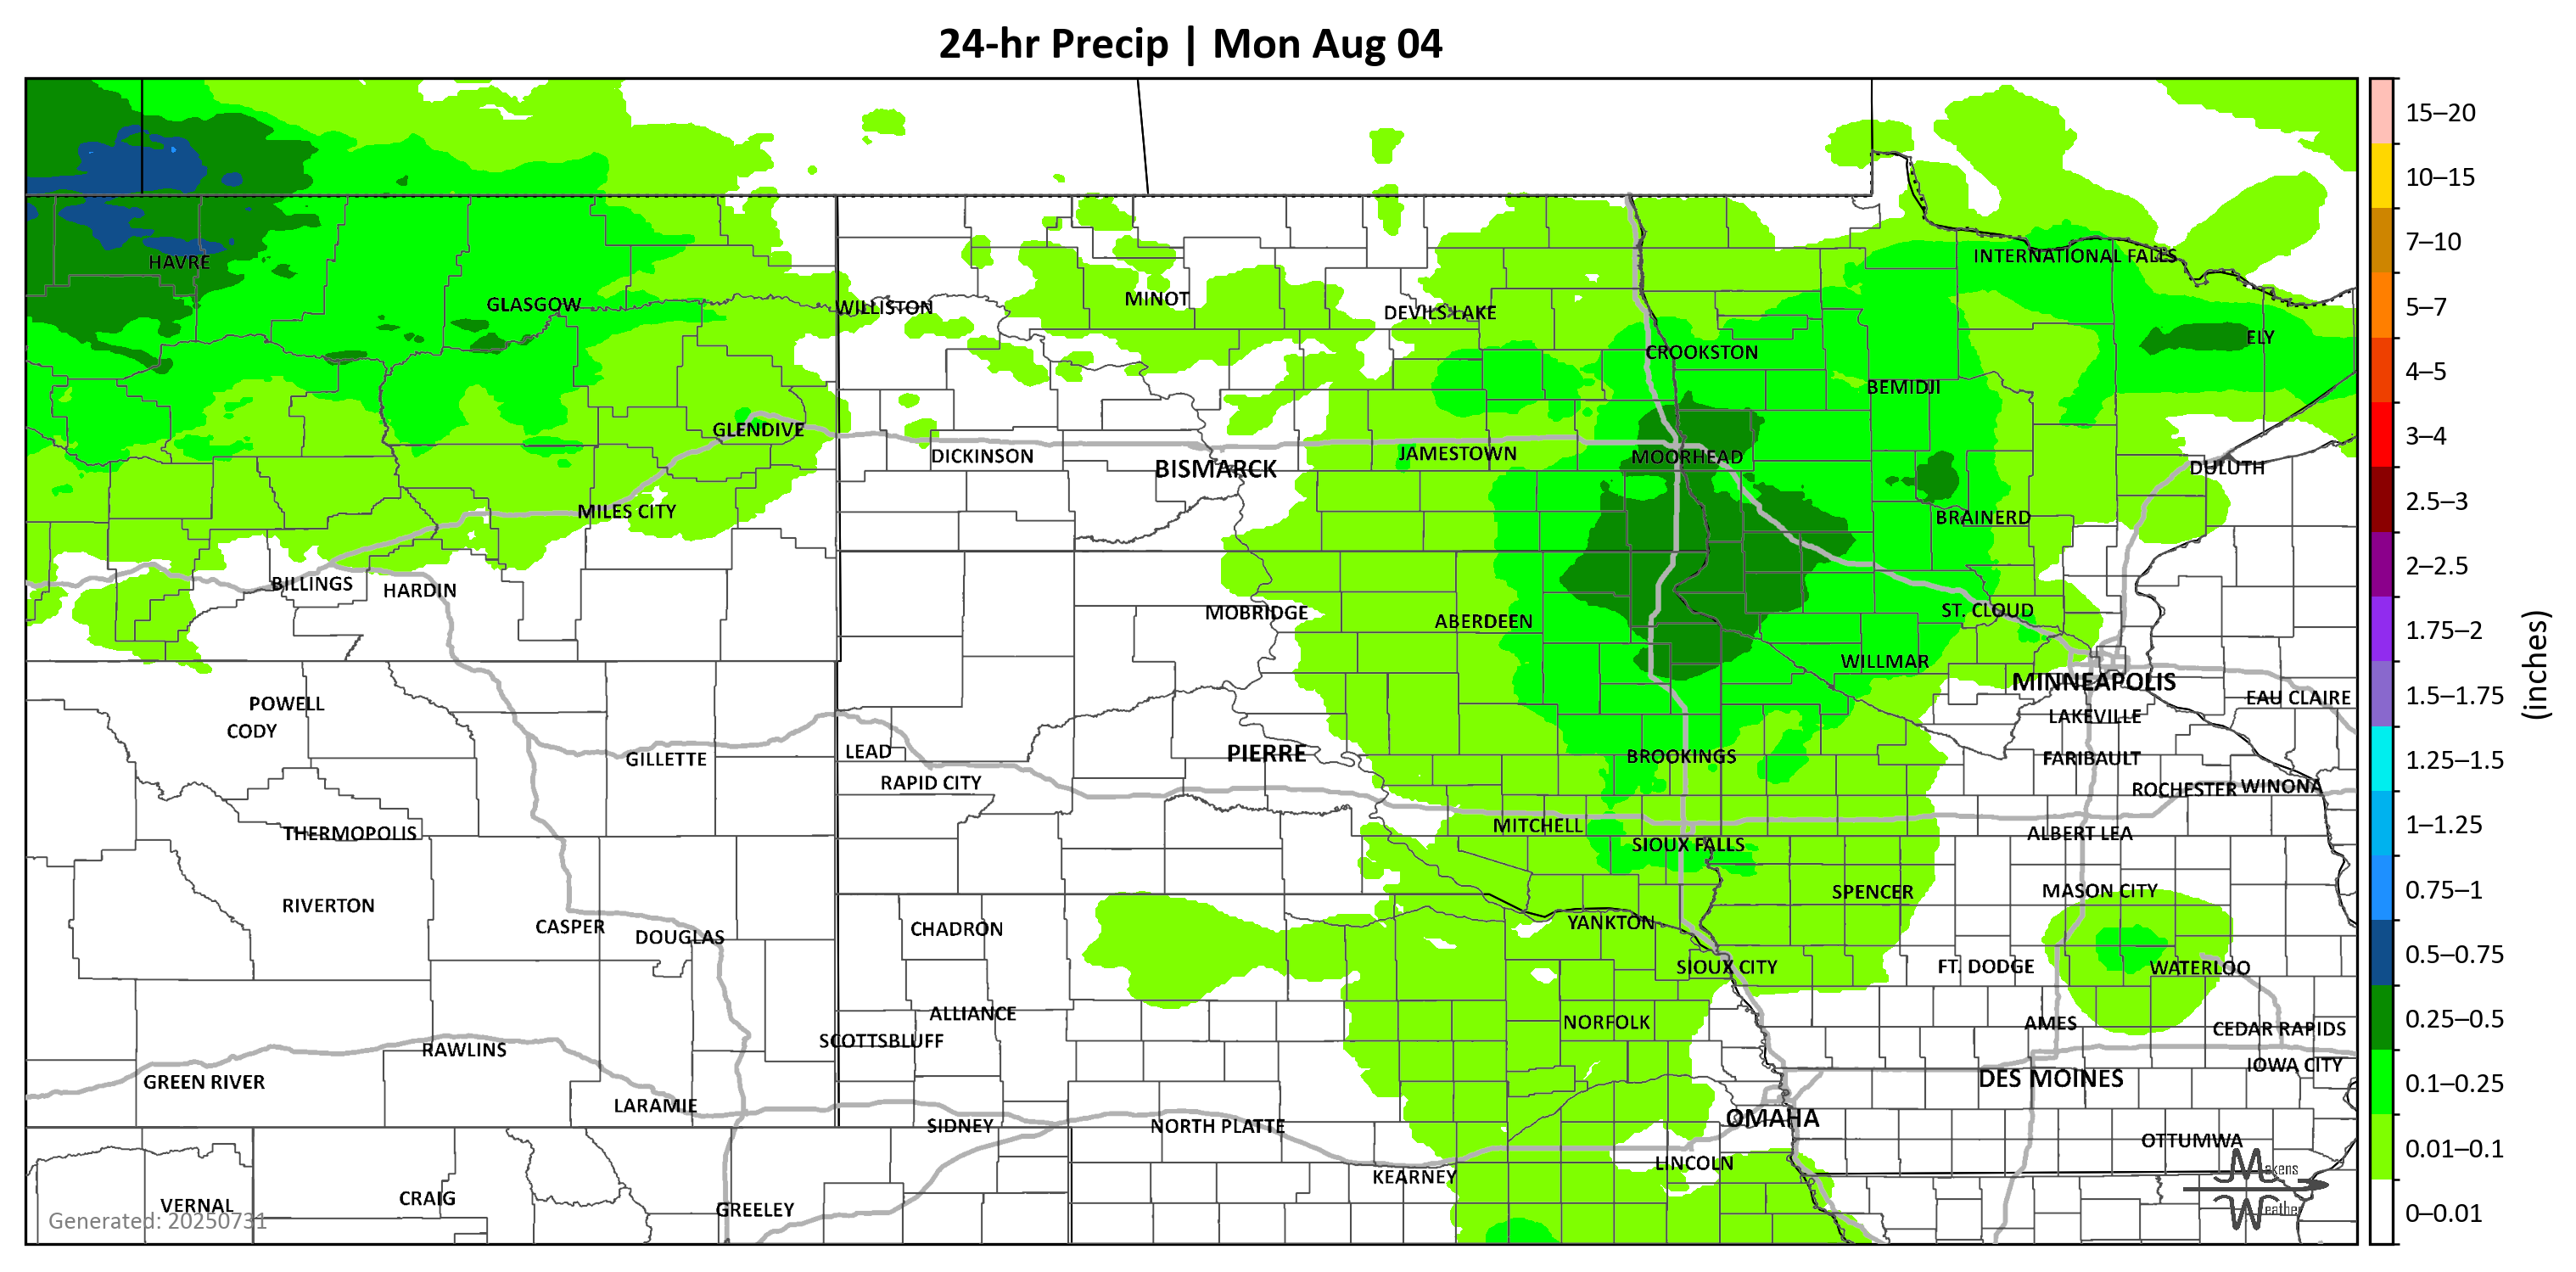 24-hr Precip | Mon Aug 04
15–20
10–15
HAVRE
INTERNATIONAL FALLS
7–10
GLASGOW
WILLISTON
MINOT
DEVILS LAKE
5–7
CROOKSTON
ELY
BEMIDJI
4–5
GLENDIVE
DICKINSON
BISMARCK
JAMESTOWN
MOORHEAD
DULUTH
3–4
MILES CITY
BRAINERD
2.5–3
BILLINGS
HARDIN
2–2.5
MOBRIDGE
ABERDEEN
ST. CLOUD
1.75–2
WILLMAR
MINNEAPOLIS
EAU CLAIRE
1.5–1.75
(inches)
POWELL
CODY
LAKEVILLE
GILLETTE
LEAD
PIERRE
BROOKINGS
FARIBAULT
1.25–1.5
RAPID CITY
ROCHESTER
WINONA
THERMOPOLIS
MITCHELL
SIOUX FALLS
ALBERT LEA
1–1.25
RIVERTON
SPENCER
MASON CITY
0.75–1
CASPER
DOUGLAS
CHADRON
YANKTON
SIOUX CITY
FT. DODGE
WATERLOO
0.5–0.75
ALLIANCE
SCOTTSBLUFF
NORFOLK
AMES
CEDAR RAPIDS
0.25–0.5
RAWLINS
GREEN RIVER
IOWA CITY
DES MOINES
0.1–0.25
LARAMIE
SIDNEY
NORTH PLATTE
OMAHA
OTTUMWA
0.01–0.1
KEARNEY
LINCOLN
Makens
Weather
VERNAL
CRAIG
GREELEY
0–0.01
Generated: 20250731